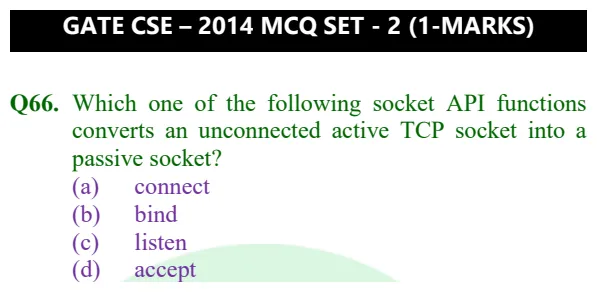 GATE CSE – 2014 MCQ SET - 2 (1-MARKS)
Q66. Which one of the following socket API functions
converts an unconnected active TCP socket into a
passive socket?
(a) connect
(b) bind
(c) listen
(d) accept